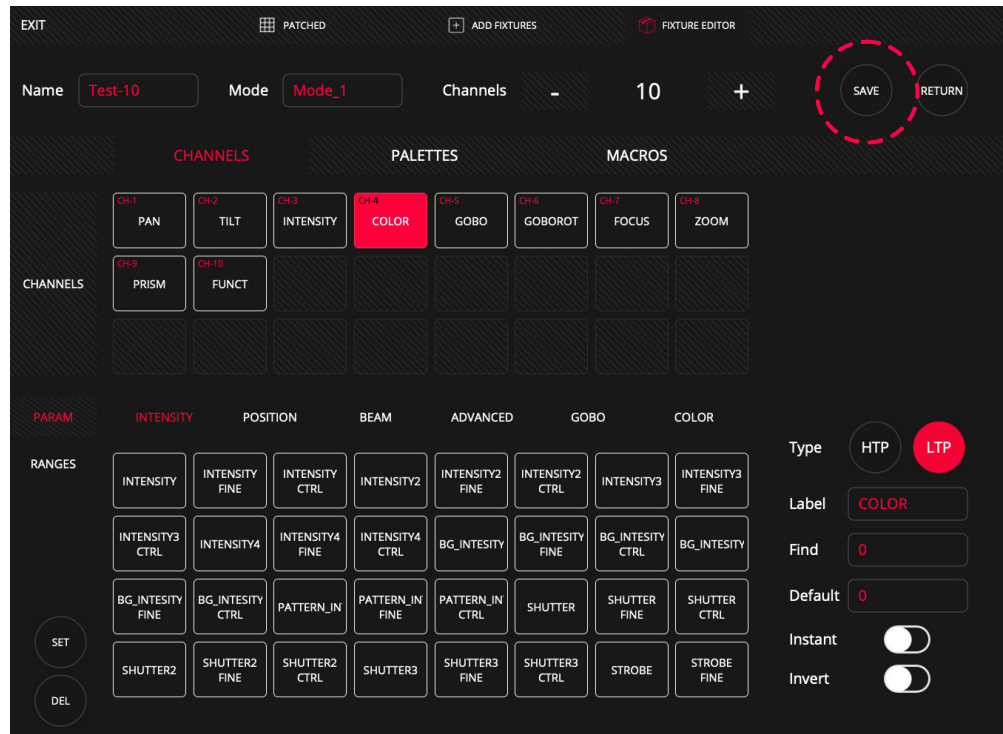 EXIT PATCHED ADD FIXTURES FIXTURE EDITOR
Name Test-10 Mode Mode_1 Channels - 10 + SAVE RETURN
CHANNELS PALETTES MACROS
CH-1 CH-2 CH-3 CH-4 CH-5 CH-6 CH-7 CH-8
PAN TILT INTENSITY COLOR GOBO GOBOROT FOCUS ZOOM
CH-9 CH-10
CHANNELS PRISM FUNCT
PARAM INTENSITY POSITION BEAM ADVANCED GOBO COLOR
RANGES
INTENSITY
INTENSITY FINE
INTENSITY CTRL
INTENSITY2
INTENSITY2 FINE
INTENSITY2 CTRL
INTENSITY3
INTENSITY3 FINE
INTENSITY3 CTRL
INTENSITY4
INTENSITY4 FINE
INTENSITY4 CTRL
BG_INTESITY
BG_INTESITY FINE
BG_INTESITY CTRL
BG_INTESITY
BG_INTESITY FINE
BG_INTESITY CTRL
PATTERN_IN
PATTERN_IN FINE
PATTERN_IN CTRL
SHUTTER
SHUTTER FINE
SHUTTER CTRL
SHUTTER2
SHUTTER2 FINE
SHUTTER2 CTRL
SHUTTER3
SHUTTER3 FINE
SHUTTER3 CTRL
STROBE
STROBE FINE
SET
DEL
Type HTP LTP
Label COLOR
Find 0
Default 0
Instant
Invert